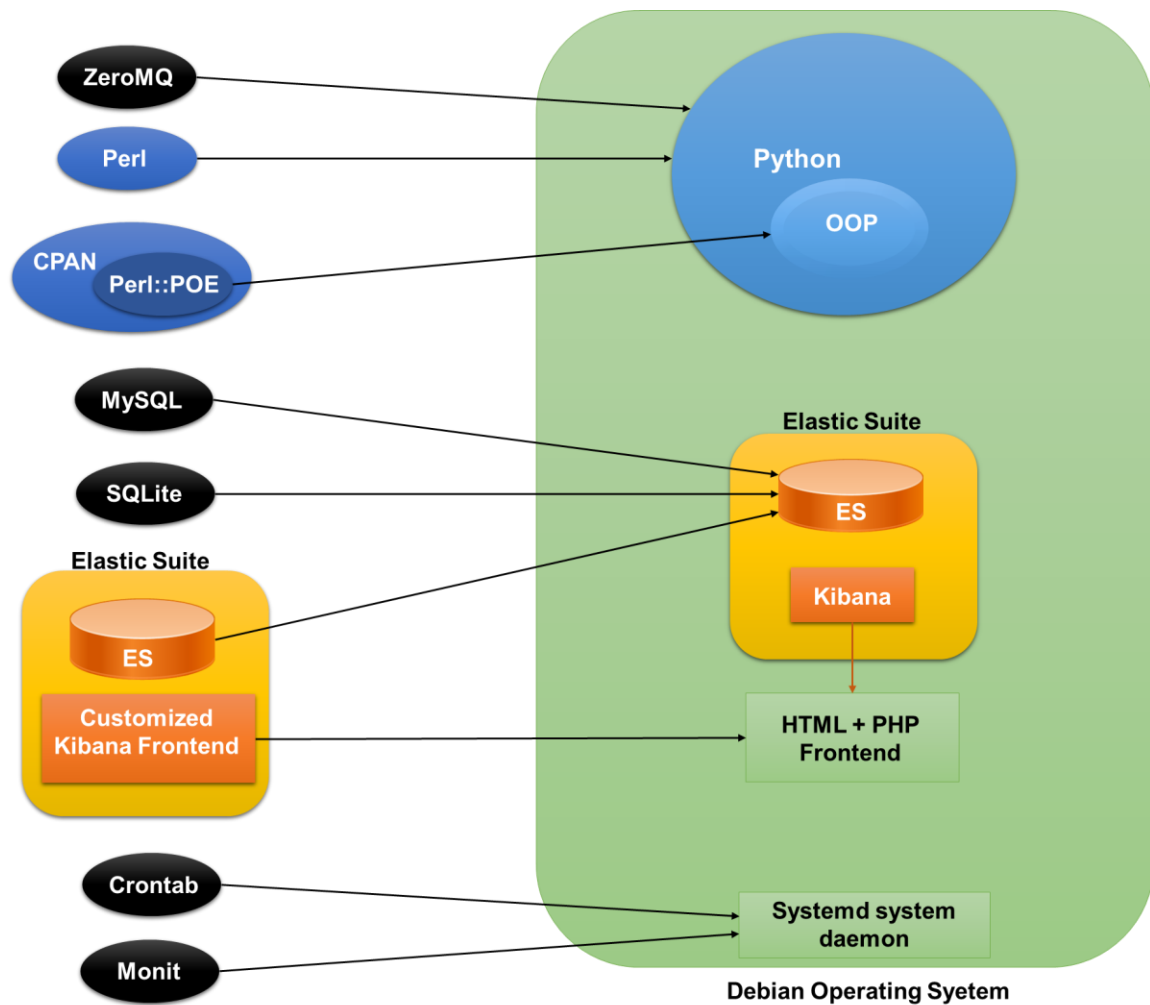 ZeroMQ
Perl
CPAN
Perl::POE
MySQL
SQLite
Elastic Suite
ES
Customized
Kibana Frontend
Crontab
Monit
Python
OOP
Elastic Suite
ES
Kibana
HTML + PHP
Frontend
Systemd system
daemon
Debian Operating Syetem